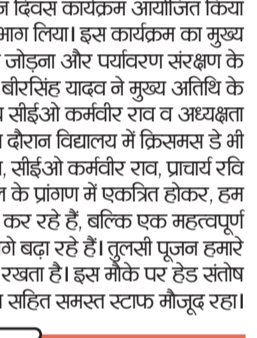 दिवस कार्यक्रम आयोजित किया
भाग लिया। इस कार्यक्रम का मुख्य
जोड़ना और पर्यावरण संरक्षण के
बीरसिंह यादव ने मुख्य अतिथि के
सीईओ कर्मवीर राव व अध्यक्षता
दौरान विद्यालय में क्रिसमस डे भी
, सीईओ कर्मवीर राव, प्राचार्य रवि
के प्रांगण में एकत्रित होकर, हम
कर रहे हैं, बल्कि एक महत्वपूर्ण
गे बढ़ा रहे हैं। तुलसी पूजन हमारे
रखता है। इस मौके पर हेड संतोष
सहित समस्त स्टाफ मौजूद रहा।